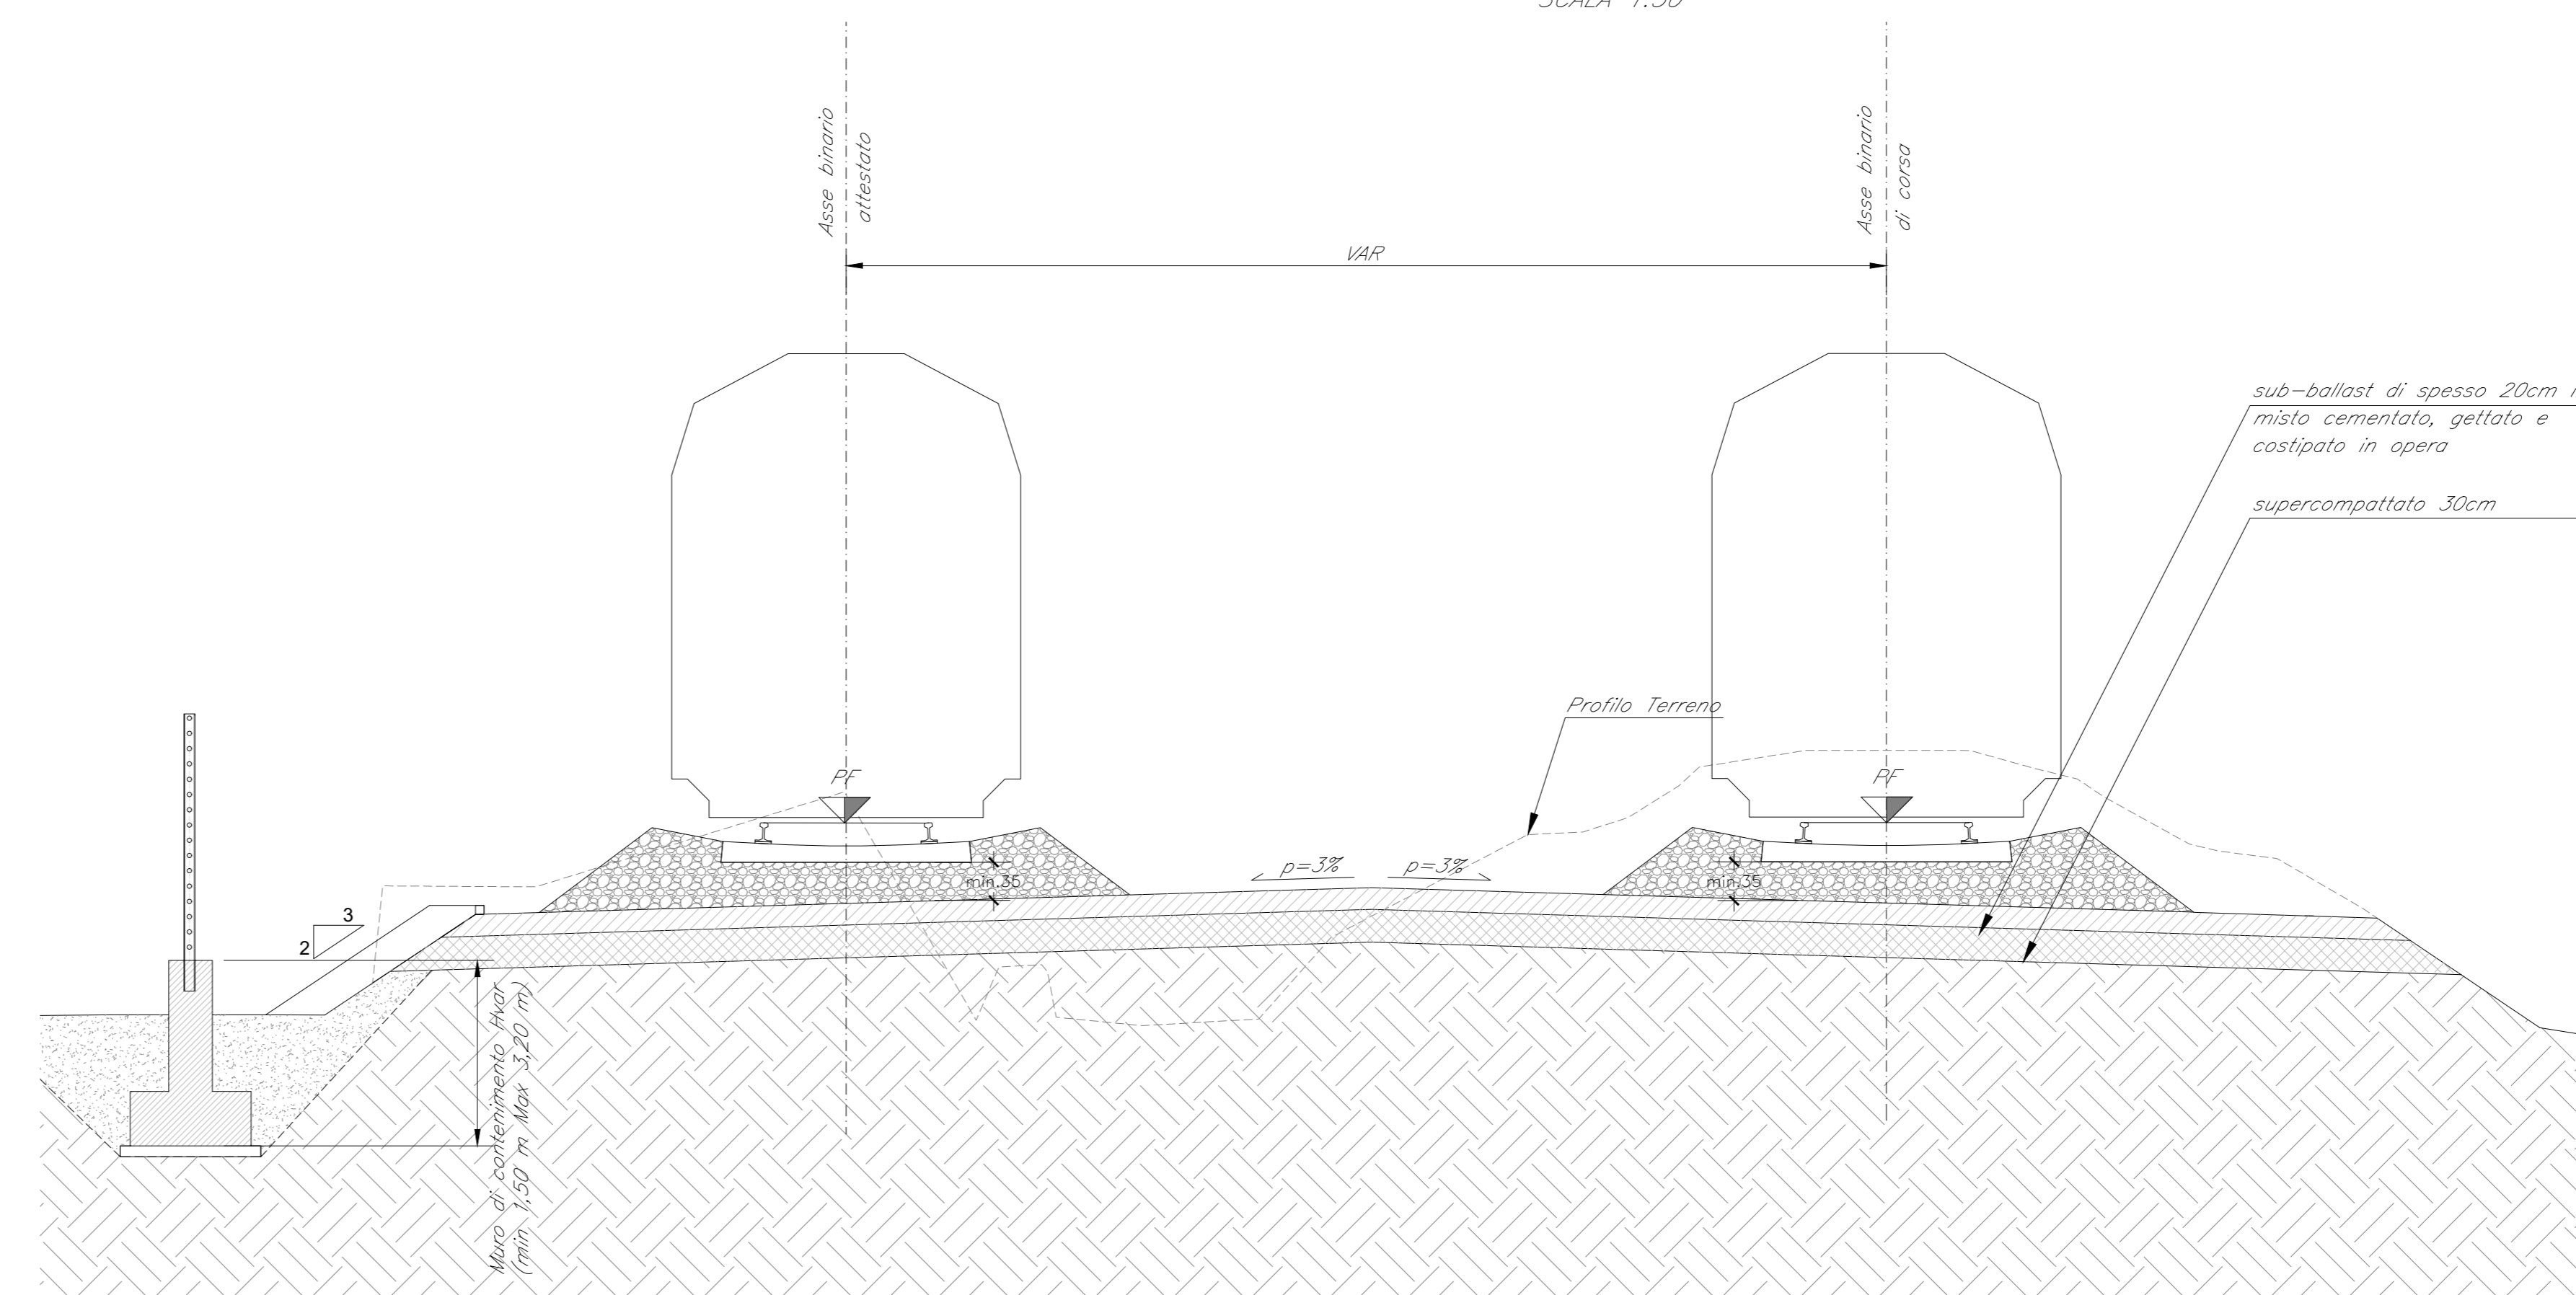 SCALA 1:50
Asse binario
attestato
Asse binario
di corsa
VAR
sub-ballast di spesso 20cm
misto cementato, gettato e
costipato in opera
supercompattato 30cm
Profilo Terreno
PF
PF
p=3%
p=3%
min.35
min.35
3
2
Muro di contenimento Hvar
(min 1,50 m Max 3,20 m)